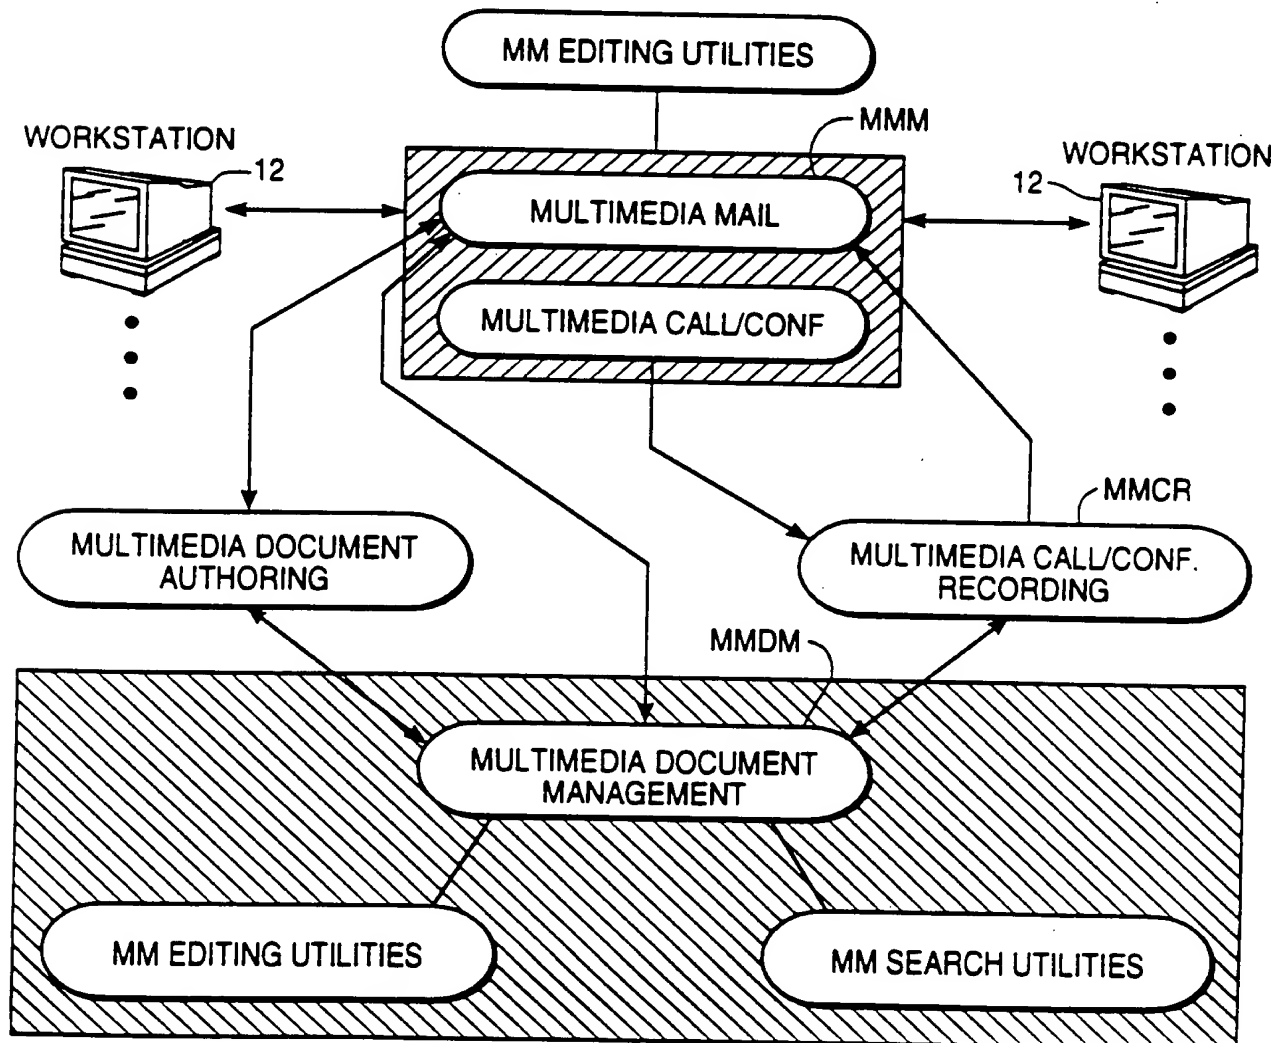 MM EDITING UTILITIES
MMM
WORKSTATION
WORKSTATION
12
12
MULTIMEDIA MAIL
MULTIMEDIA CALL/CONF
MMCR
MULTIMEDIA DOCUMENT
AUTHORING
MULTIMEDIA CALL/CONF.
RECORDING
MMDM
MULTIMEDIA DOCUMENT
MANAGEMENT
MM EDITING UTILITIES
MM SEARCH UTILITIES